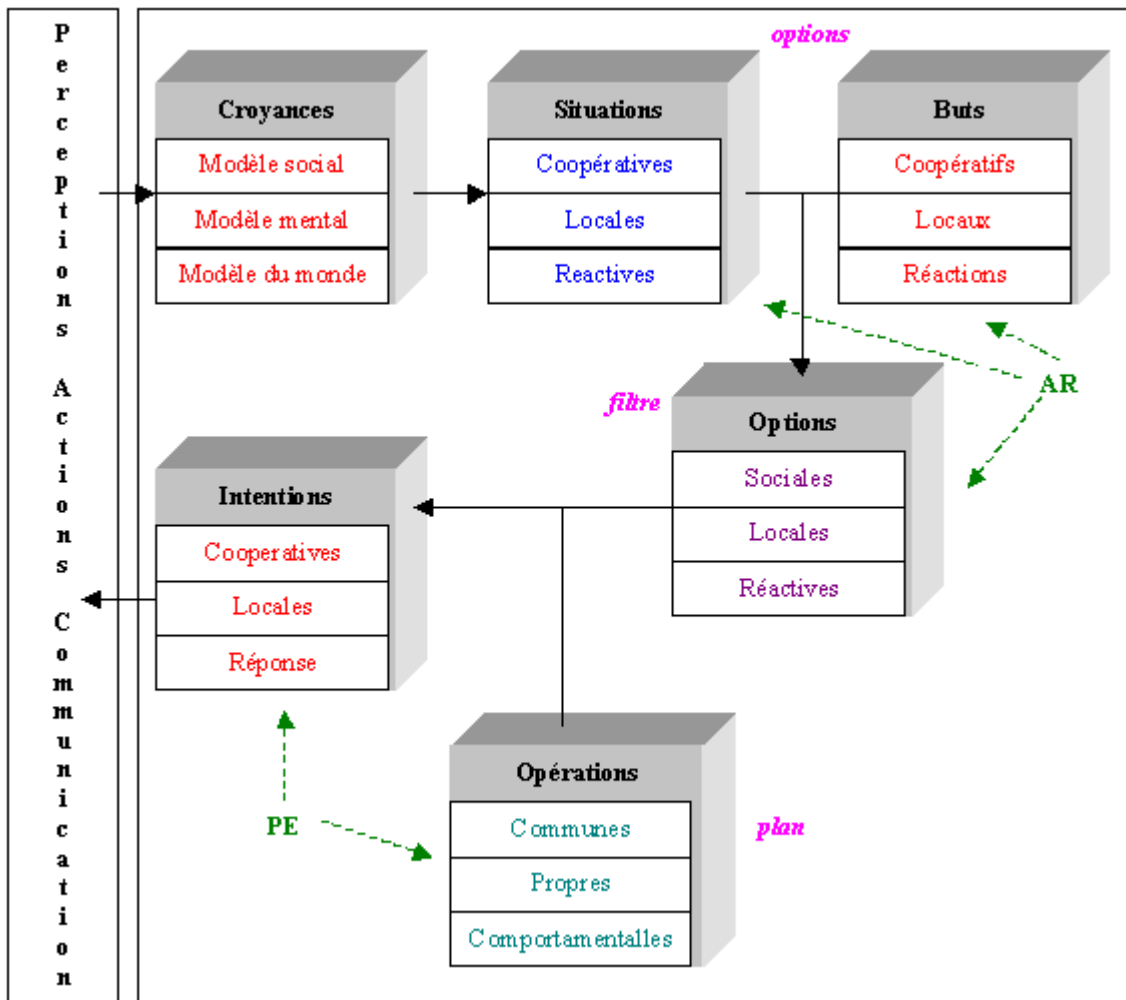 Perceptions Actions Communication
options
Croyances
Modèle social
Modèle mental
Modèle du monde
Situations
Coopératives
Locales
Reactives
Buts
Coopératifs
Locaux
Réactions
AR
filtre
Options
Sociales
Locales
Réactives
Intentions
Cooperatives
Locales
Réponse
PE
Opérations
Communes
Propres
Comportamentalles
plan